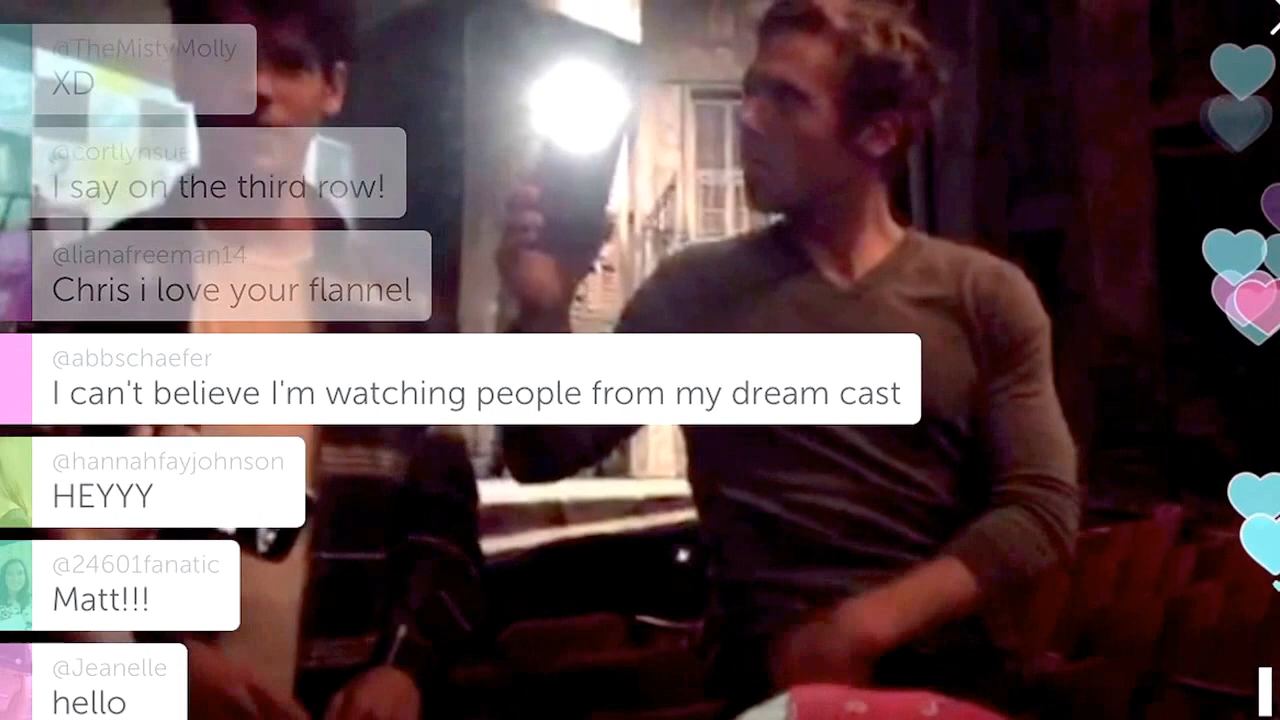 @TheMistyMolly
XD
@cortlynsue
I say on the third row!
@lianafreeman14
Chris i love your flannel
@abbschaefer
I can't believe I'm watching people from my dream cast
@hannahfayjohnson
HEYYY
@24601fanatic
Matt!!!
@Jeanelle
hello